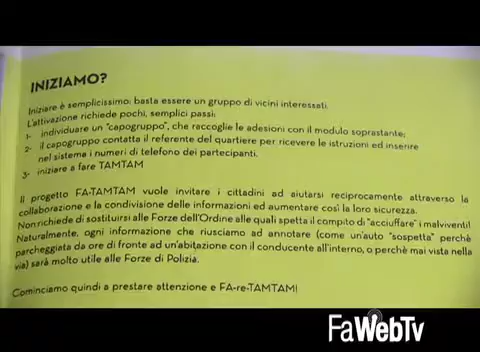 INIZIAMO?
Iniziare è semplicissimo: basta essere un gruppo di vicini interessati.
L'attivazione richiede pochi, semplici passi:
1- individuare un "capogruppo", che raccoglie le adesioni con il modulo soprastante;
2- il capogruppo contatta il referente del quartiere per ricevere le istruzioni ed inserire
nel sistema i numeri di telefono dei partecipanti.
3- iniziare a fare TAMTAM
Il progetto FA-TAMTAM vuole invitare i cittadini ad aiutarsi reciprocamente attraverso la
collaborazione e la condivisione delle informazioni ed aumentare così la loro sicurezza.
Non richiede di sostituirsi alle Forze dell'Ordine alle quali spetta il compito di "acciuffare" i malviventi!
Naturalmente, ogni informazione che riusciamo ad annotare (come un'auto "sospetta" perchè
parcheggiata da ore di fronte ad un'abitazione con il conducente all'interno, o perchè mai vista nella
via) sarà molto utile alle Forze di Polizia.
Cominciamo quindi a prestare attenzione e FA-re-TAMTAM!
FaWebTv